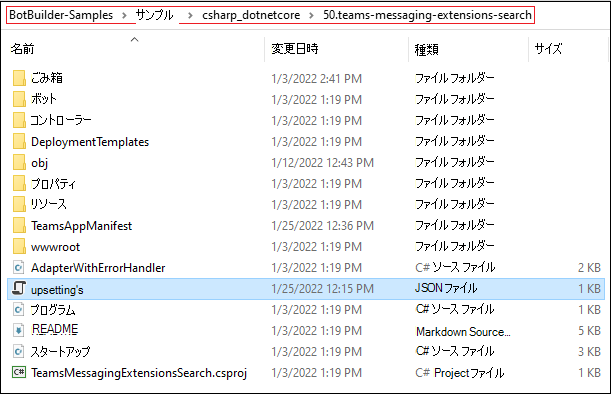 BotBuilder-Samples > サンプル > csharp_dotnetcore > 50.teams-messaging-extensions-search
名前 変更日時 種類 サイズ
ごみ箱 1/3/2022 2:41 PM ファイル フォルダー
ボット 1/3/2022 1:19 PM ファイル フォルダー
コントローラー 1/3/2022 1:19 PM ファイル フォルダー
DeploymentTemplates 1/3/2022 1:19 PM ファイル フォルダー
obj 1/12/2022 12:43 PM ファイル フォルダー
プロパティ 1/3/2022 1:19 PM ファイル フォルダー
リソース 1/3/2022 1:19 PM ファイル フォルダー
TeamsAppManifest 1/25/2022 12:36 PM ファイル フォルダー
wwwroot 1/3/2022 1:19 PM ファイル フォルダー
AdapterWithErrorHandler 1/3/2022 1:19 PM C# ソース ファイル 2 KB
upsetting's 1/25/2022 12:15 PM JSON ファイル 1 KB
プログラム 1/3/2022 1:19 PM C# ソース ファイル 1 KB
README 1/3/2022 1:19 PM Markdown Source... 5 KB
スタートアップ 1/3/2022 1:19 PM C# ソース ファイル 3 KB
TeamsMessagingExtensionsSearch.csproj 1/3/2022 1:19 PM C# Project ファイル 1 KB